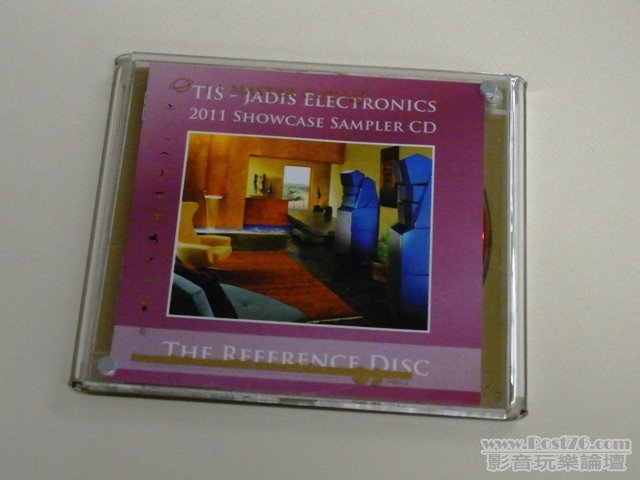 TIS - JADIS ELECTRONICS
2011 SHOWCASE SAMPLER CD
THE REFERENCE DISC
www.Post76.com
影音玩樂論壇